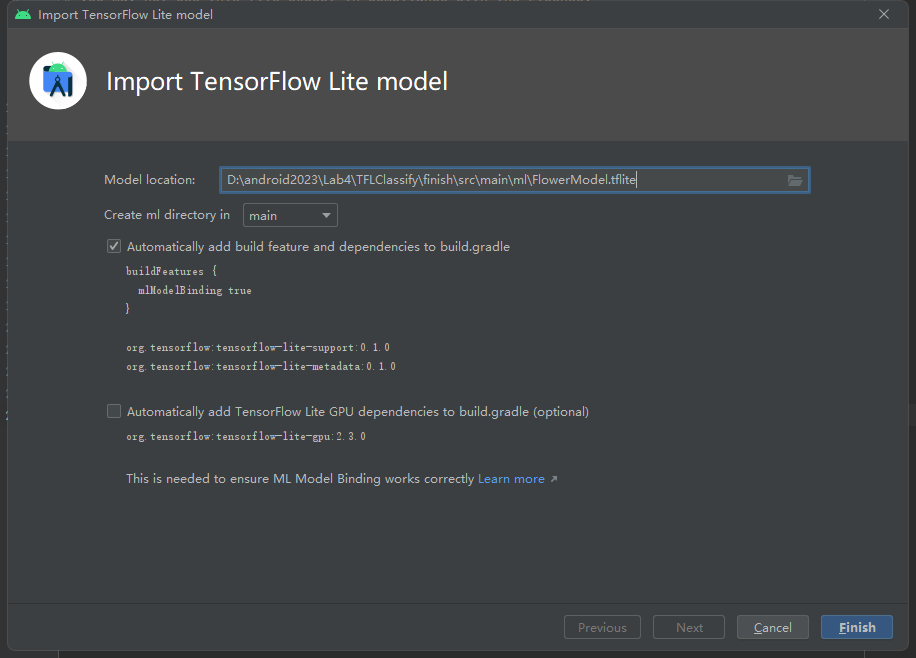 Import TensorFlow Lite model
Import TensorFlow Lite model
Model location: D:\android2023\Lab4\TFLClassify\finish\src\main\ml\FlowerModel.tflite
Create ml directory in main
Automatically add build feature and dependencies to build.gradle
buildFeatures {
mlModelBinding true
}
org.tensorflow:tensorflow-lite-support:0.1.0
org.tensorflow:tensorflow-lite-metadata:0.1.0
Automatically add TensorFlow Lite GPU dependencies to build.gradle (optional)
org.tensorflow:tensorflow-lite-gpu:2.3.0
This is needed to ensure ML Model Binding works correctly Learn more ↗
Previous Next Cancel Finish